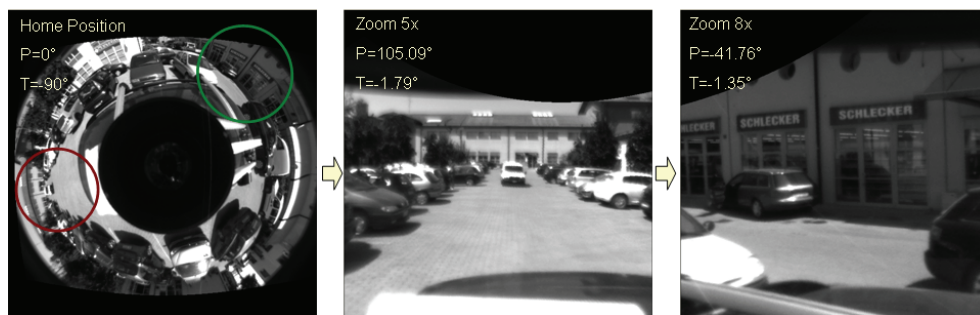 Home Position
P=0°
T=-90°
Zoom 5x
P=105.09°
T=-1.79°
Zoom 8x
P=-41.76°
T=-1.35°
SCHLECKER
SCHLECKER
SCHLECKER